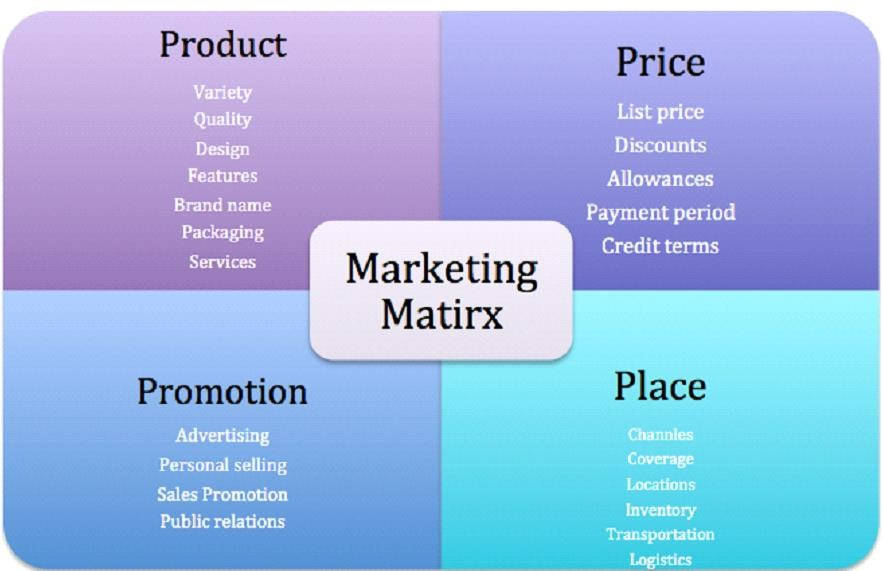 Product
Variety
Quality
Design
Features
Brand name
Packaging
Services
Price
List price
Discounts
Allowances
Payment period
Credit terms
Marketing
Matirx
Promotion
Advertising
Personal selling
Sales Promotion
Public relations
Place
Channles
Coverage
Locations
Inventory
Transportation
Logistics